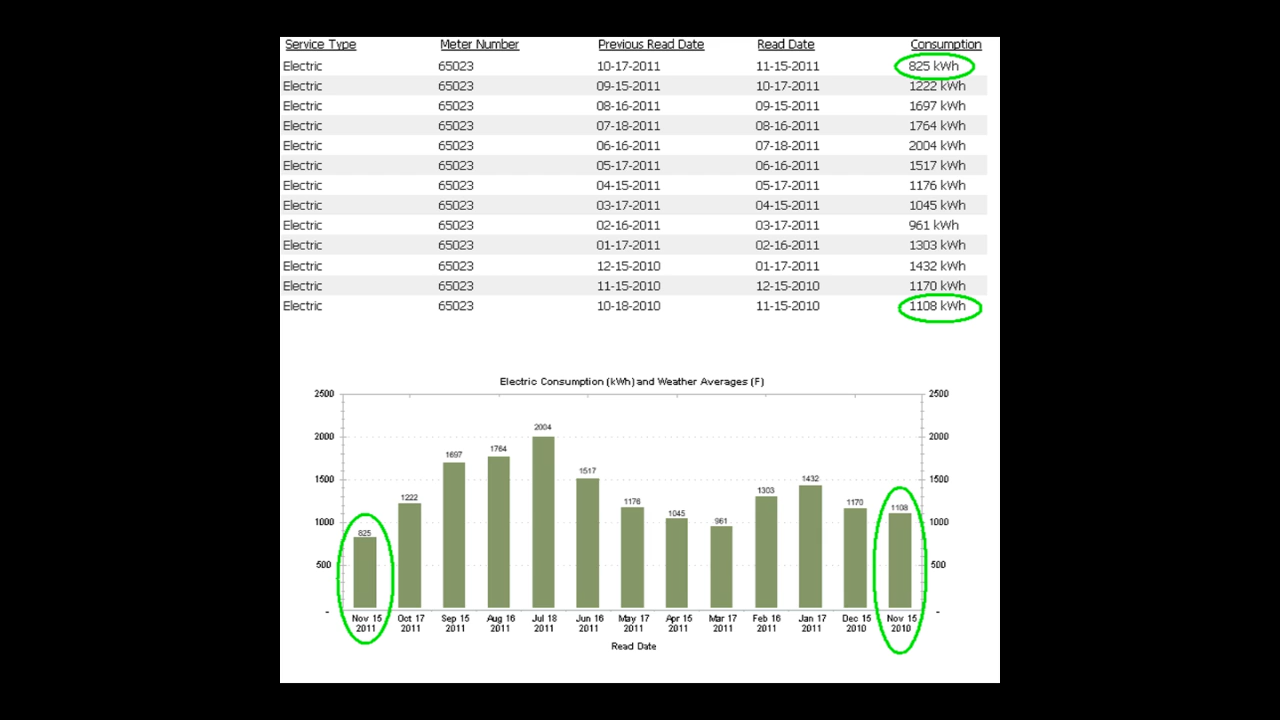 Service Type Meter Number Previous Read Date Read Date Consumption
Electric 65023 10-17-2011 11-15-2011 825 kWh
Electric 65023 09-15-2011 10-17-2011 1222 kWh
Electric 65023 08-16-2011 09-15-2011 1697 kWh
Electric 65023 07-18-2011 08-16-2011 1764 kWh
Electric 65023 06-16-2011 07-18-2011 2004 kWh
Electric 65023 05-17-2011 06-16-2011 1517 kWh
Electric 65023 04-15-2011 05-17-2011 1176 kWh
Electric 65023 03-17-2011 04-15-2011 1045 kWh
Electric 65023 02-16-2011 03-17-2011 961 kWh
Electric 65023 01-17-2011 02-16-2011 1303 kWh
Electric 65023 12-15-2010 01-17-2011 1432 kWh
Electric 65023 11-15-2010 12-15-2010 1170 kWh
Electric 65023 10-18-2010 11-15-2010 1108 kWh
Electric Consumption (kWh) and Weather Averages (F)
2500 2500
2004
2000 2000
1697 1764
1517
1500 1432 1500
1222 1176 1303 1170 1108
1045
1000 961 1000
825
500 500
- -
Nov 15 Oct 17 Sep 15 Aug 16 Jul 18 Jun 16 May 17 Apr 15 Mar 17 Feb 16 Jan 17 Dec 15 Nov 15
2011 2011 2011 2011 2011 2011 2011 2011 2011 2011 2011 2010 2010
Read Date